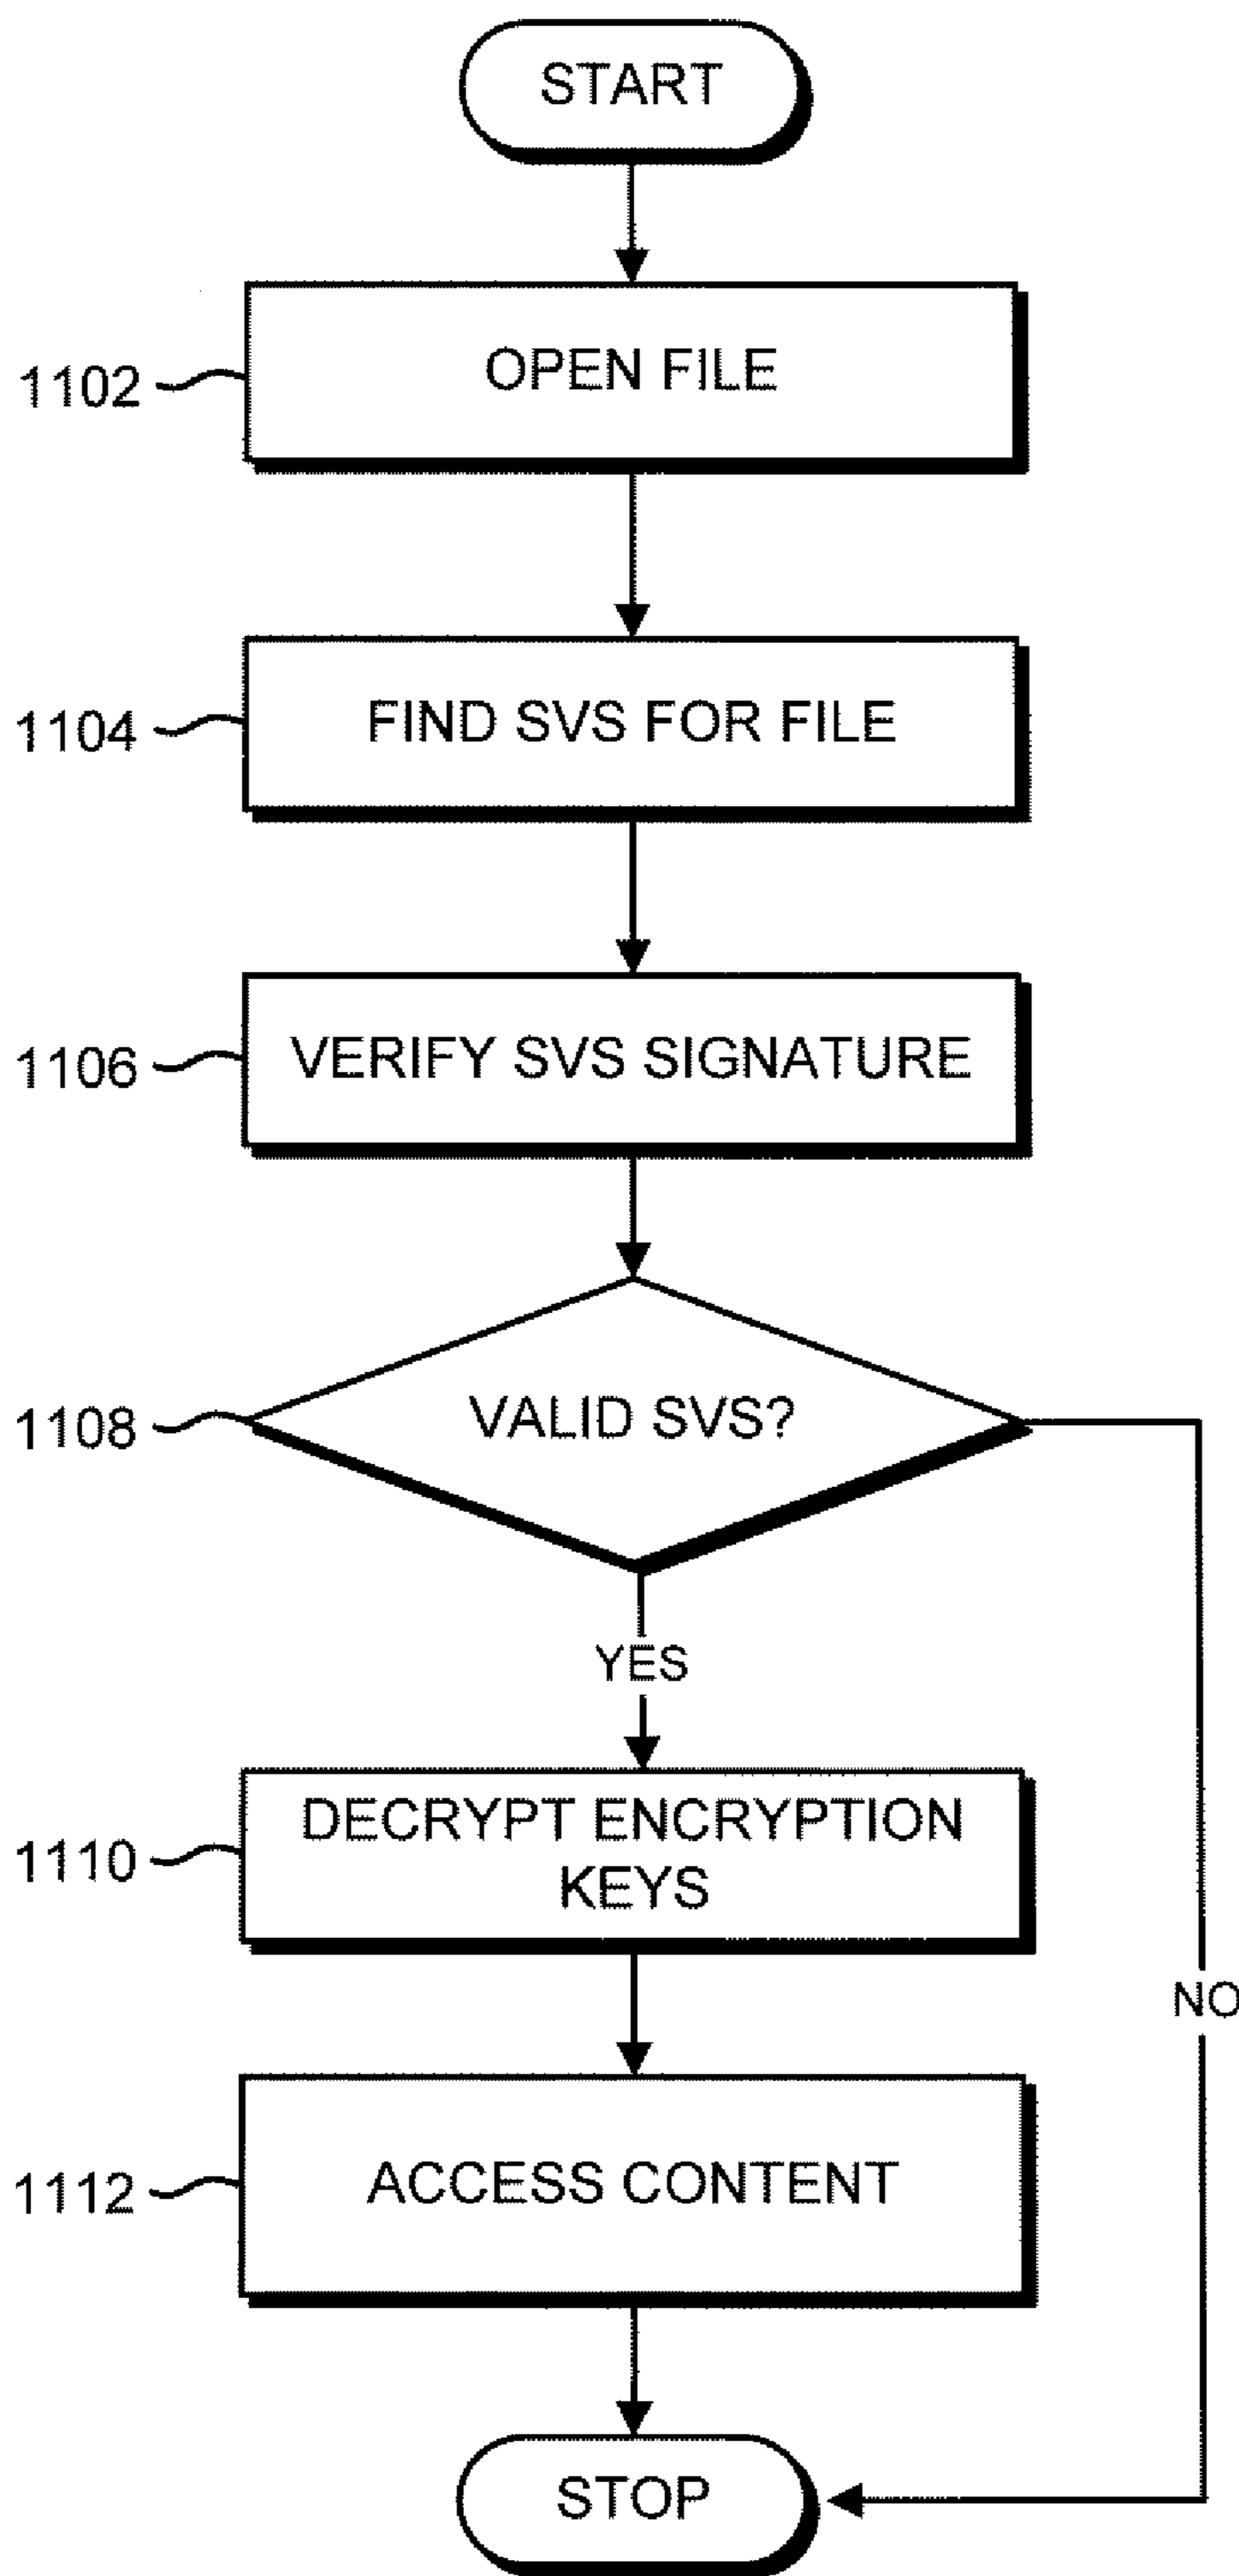 START
1102
OPEN FILE
1104
FIND SVS FOR FILE
1106
VERIFY SVS SIGNATURE
1108
VALID SVS?
YES
1110
DECRYPT ENCRYPTION
KEYS
NO
1112
ACCESS CONTENT
STOP